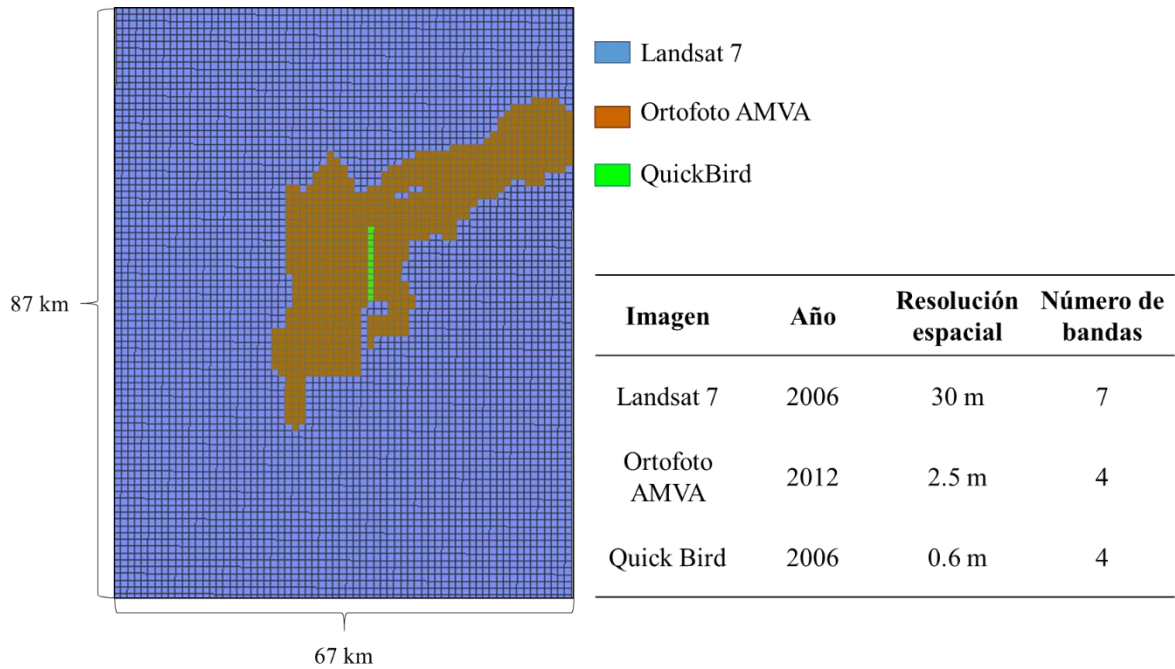 Landsat 7
Ortofoto AMVA
QuickBird
87 km
67 km
Imagen Año Resolución espacial Número de bandas
Landsat 7 2006 30 m 7
Ortofoto AMVA 2012 2.5 m 4
Quick Bird 2006 0.6 m 4